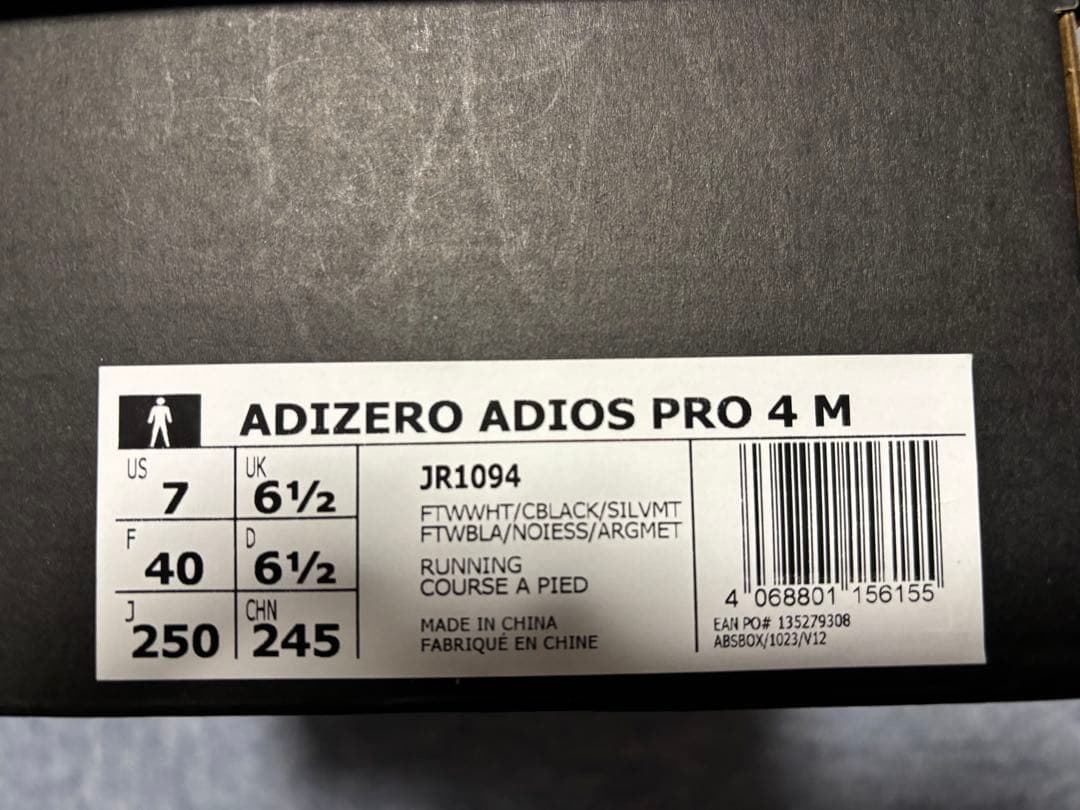 ADIZERO ADIOS PRO 4 M
US 7
UK 6½
F 40
D 6½
J 250
CHN 245
JR1094
FTWWHT/CBLACK/SILVMT
FTWBLA/NOIESS/ARGMET
RUNNING
COURSE A PIED
MADE IN CHINA
FABRIQUÉ EN CHINE
4 068801 156155
EAN PO# 135279308
ABSBOX/1023/V12